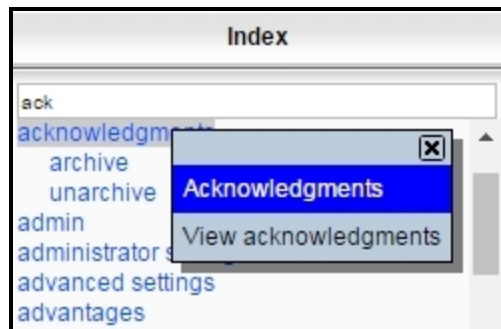 Index
ack
acknowledgments
archive
unarchive
admin
administrator
advanced settings
advantages
Acknowledgments
View acknowledgments